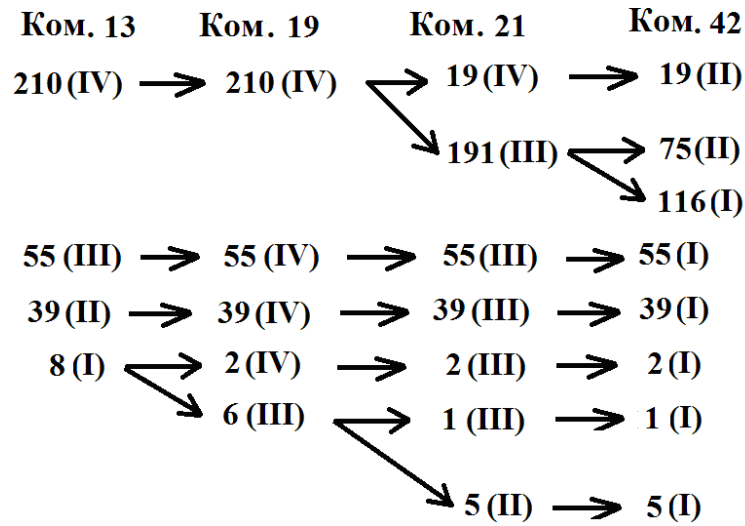 Ком. 13 Ком. 19 Ком. 21 Ком. 42
210 (IV) 210 (IV) 19 (IV) 19 (II)
191 (III) 75 (II)
116 (I)
55 (III) 55 (IV) 55 (III) 55 (I)
39 (II) 39 (IV) 39 (III) 39 (I)
8 (I) 2 (IV) 2 (III) 2 (I)
6 (III) 1 (III) 1 (I)
5 (II) 5 (I)